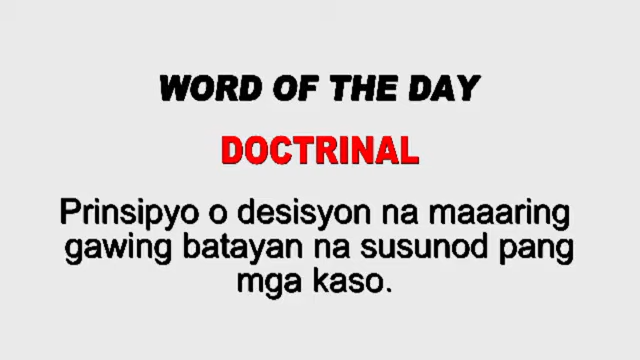 WORD OF THE DAY
DOCTRINAL
Prinsipyo o desisyon na maaaring
gawing batayan na susunod pang
mga kaso.